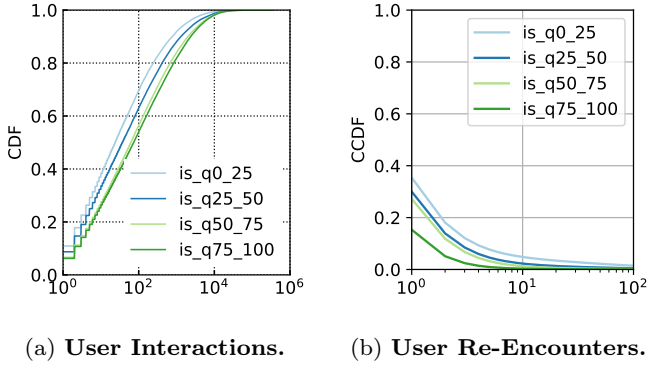 1.0
0.8
0.6
0.4
0.2
0.0
CDF
is_q0_25
is_q25_50
is_q50_75
is_q75_100
10^0 10^2 10^4 10^6
(a) User Interactions.
1.0
0.8
0.6
0.4
0.2
0.0
CCDF
is_q0_25
is_q25_50
is_q50_75
is_q75_100
10^0 10^1 10^2
(b) User Re-Encounters.